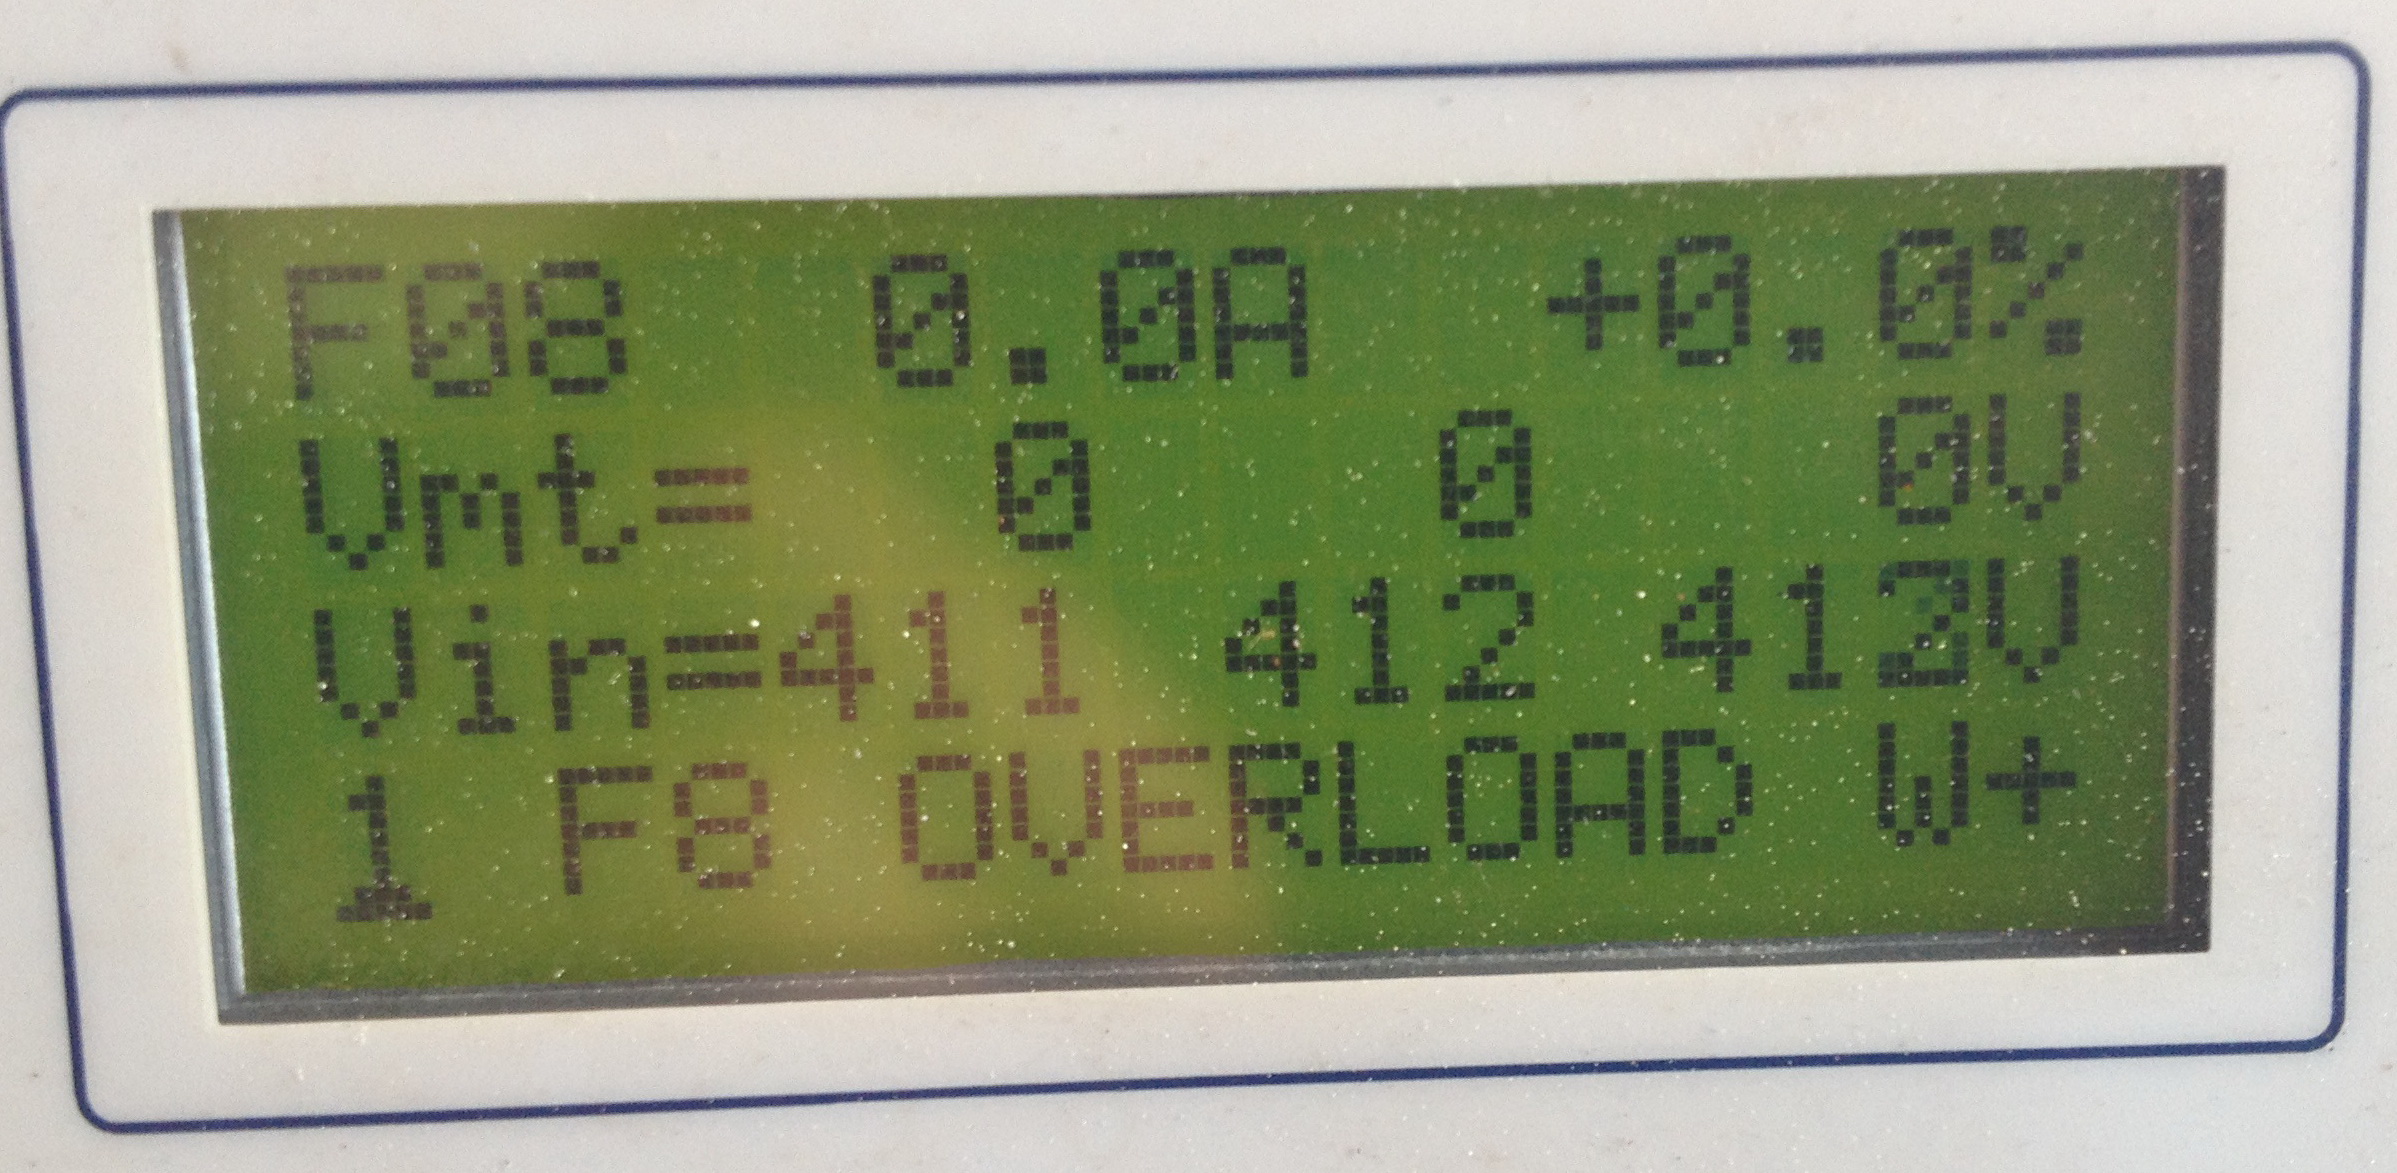 F08 0.0A +0.0%
Vmt= 0 0 0V
Vin=411 412 413V
1 F8 OVERLOAD W+